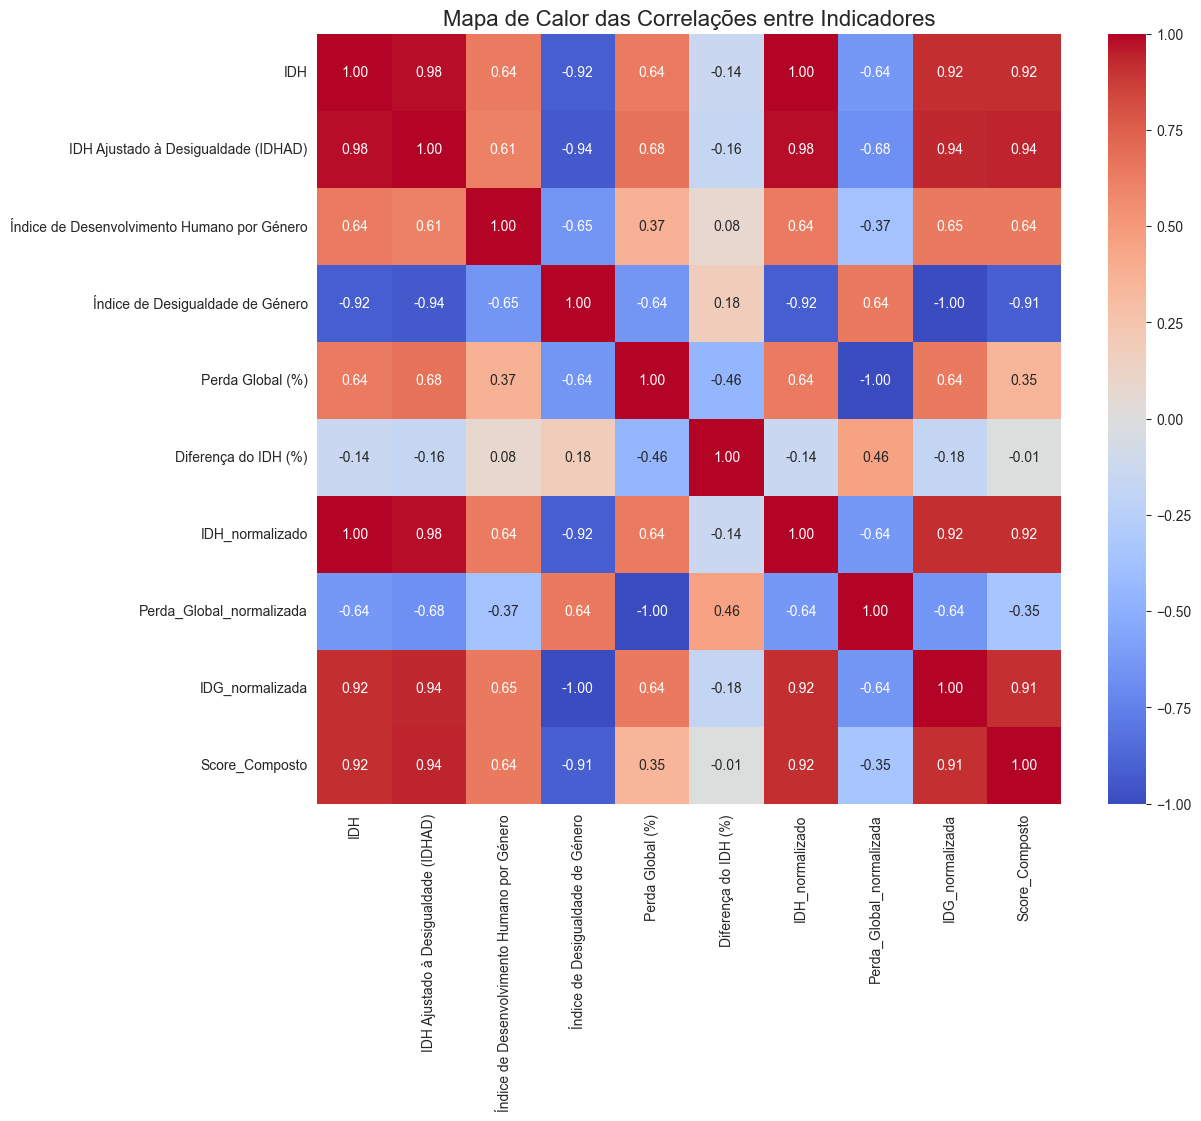 Mapa de Calor das Correlações entre Indicadores
IDH 1.00 0.98 0.64 -0.92 0.64 -0.14 1.00 -0.64 0.92 0.92
IDH Ajustado à Desigualdade (IDHAD) 0.98 1.00 0.61 -0.94 0.68 -0.16 0.98 -0.68 0.94 0.94
Índice de Desenvolvimento Humano por Género 0.64 0.61 1.00 -0.65 0.37 0.08 0.64 -0.37 0.65 0.64
Índice de Desigualdade de Género -0.92 -0.94 -0.65 1.00 -0.64 0.18 -0.92 0.64 -1.00 -0.91
Perda Global (%) 0.64 0.68 0.37 -0.64 1.00 -0.46 0.64 -1.00 0.64 0.35
Diferença do IDH (%) -0.14 -0.16 0.08 0.18 -0.46 1.00 -0.14 0.46 -0.18 -0.01
IDH_normalizado 1.00 0.98 0.64 -0.92 0.64 -0.14 1.00 -0.64 0.92 0.92
Perda_Global_normalizada -0.64 -0.68 -0.37 0.64 -1.00 0.46 -0.64 1.00 -0.64 -0.35
IDG_normalizada 0.92 0.94 0.65 -1.00 0.64 -0.18 0.92 -0.64 1.00 0.91
Score_Composto 0.92 0.94 0.64 -0.91 0.35 -0.01 0.92 -0.35 0.91 1.00
IDH
IDH Ajustado à Desigualdade (IDHAD)
Índice de Desenvolvimento Humano por Género
Índice de Desigualdade de Género
Perda Global (%)
Diferença do IDH (%)
IDH_normalizado
Perda_Global_normalizada
IDG_normalizada
Score_Composto
1.00
0.75
0.50
0.25
0.00
−0.25
−0.50
−0.75
−1.00